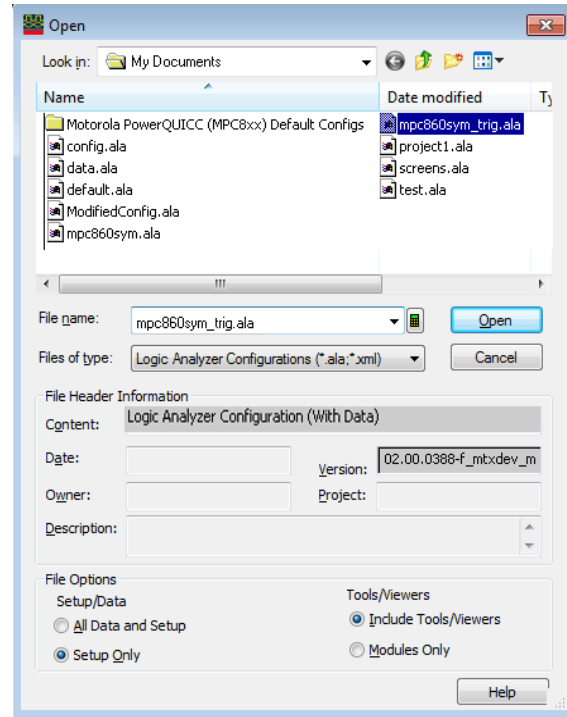 Open
Look in: My Documents
Name Date modified Ty
Motorola PowerQUICC (MPC8xx) Default Configs mpc860sym_trig.ala
config.ala project1.ala
data.ala screens.ala
default.ala test.ala
ModifiedConfig.ala
mpc860sym.ala
File name: mpc860sym_trig.ala Open
Files of type: Logic Analyzer Configurations (*.ala;*.xml) Cancel
File Header Information
Content: Logic Analyzer Configuration (With Data)
Date: Version: 02.00.0388-f_mtxdev_m
Owner: Project:
Description:
File Options
Setup/Data Tools/Viewers
All Data and Setup Include Tools/Viewers
Setup Only Modules Only
Help